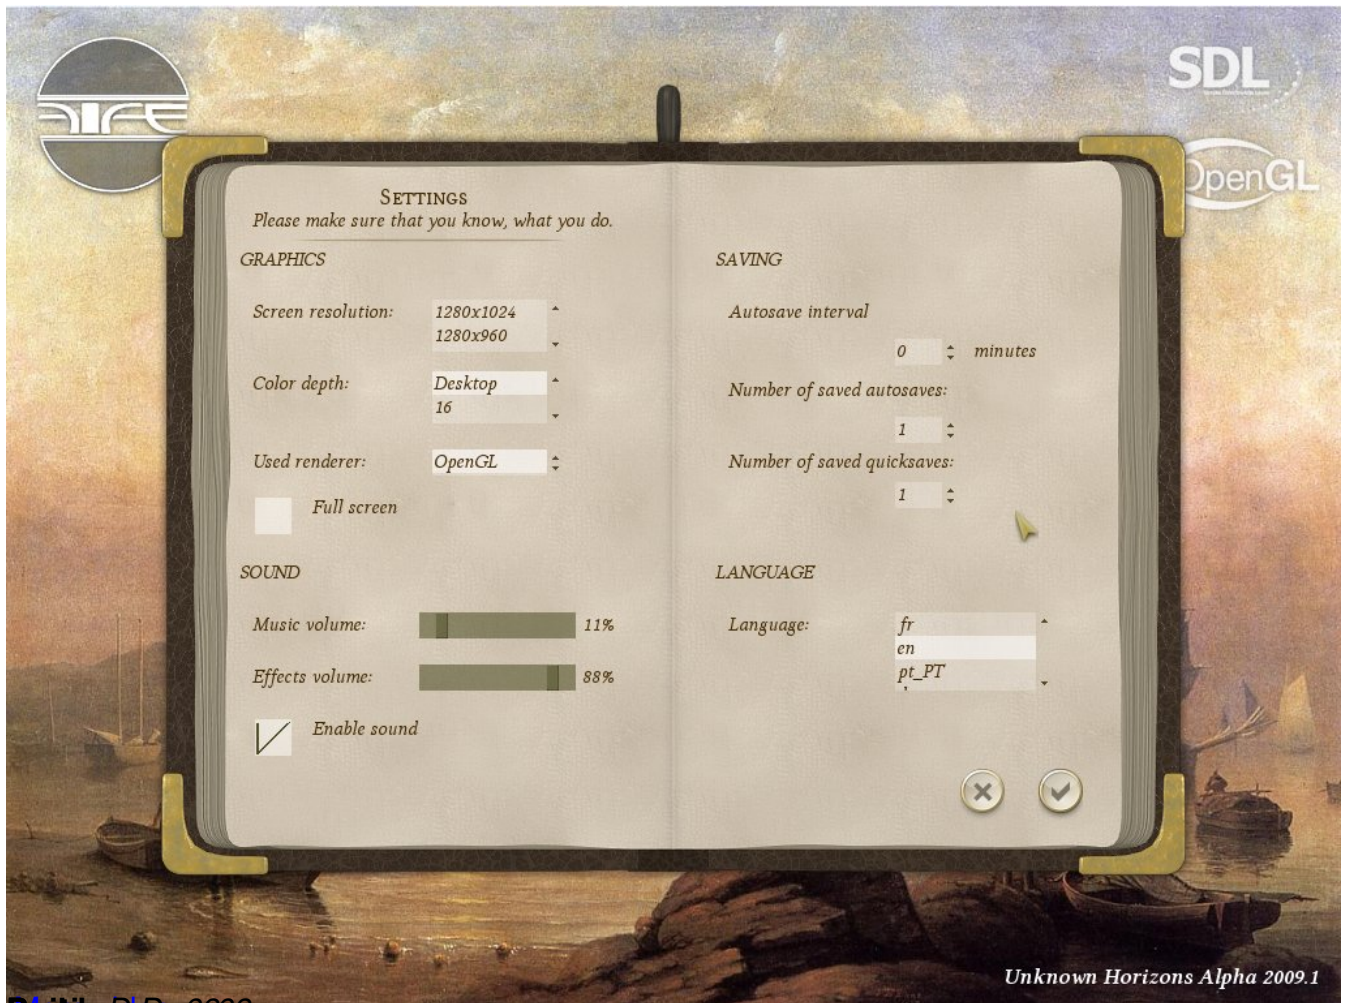 SDL
OpenGL
SETTINGS
Please make sure that you know, what you do.
GRAPHICS
Screen resolution:
1280x1024
1280x960
Color depth:
Desktop
16
Used renderer:
OpenGL
Full screen
SOUND
Music volume:
11%
Effects volume:
88%
Enable sound
SAVING
Autosave interval
0 minutes
Number of saved autosaves:
1
Number of saved quicksaves:
1
LANGUAGE
Language:
fr
en
pt_PT
Unknown Horizons Alpha 2009.1